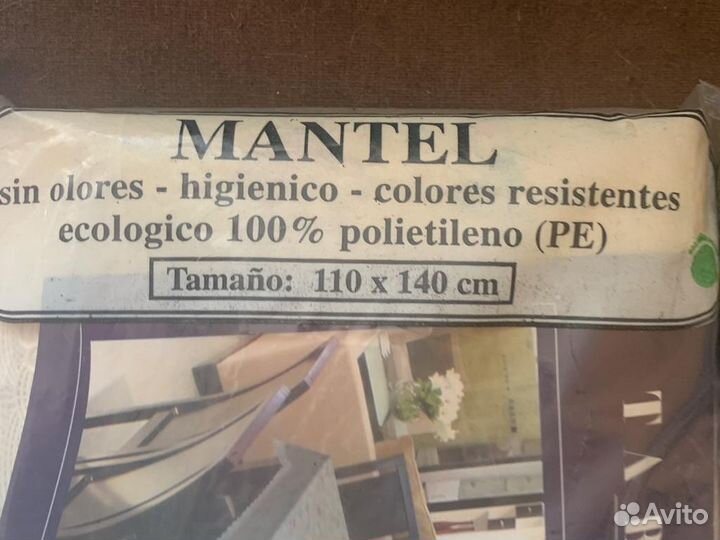 MANTEL
sin olores - higienico - colores resistentes
ecologico 100% polietileno (PE)
Tamaño: 110 x 140 cm
Avito